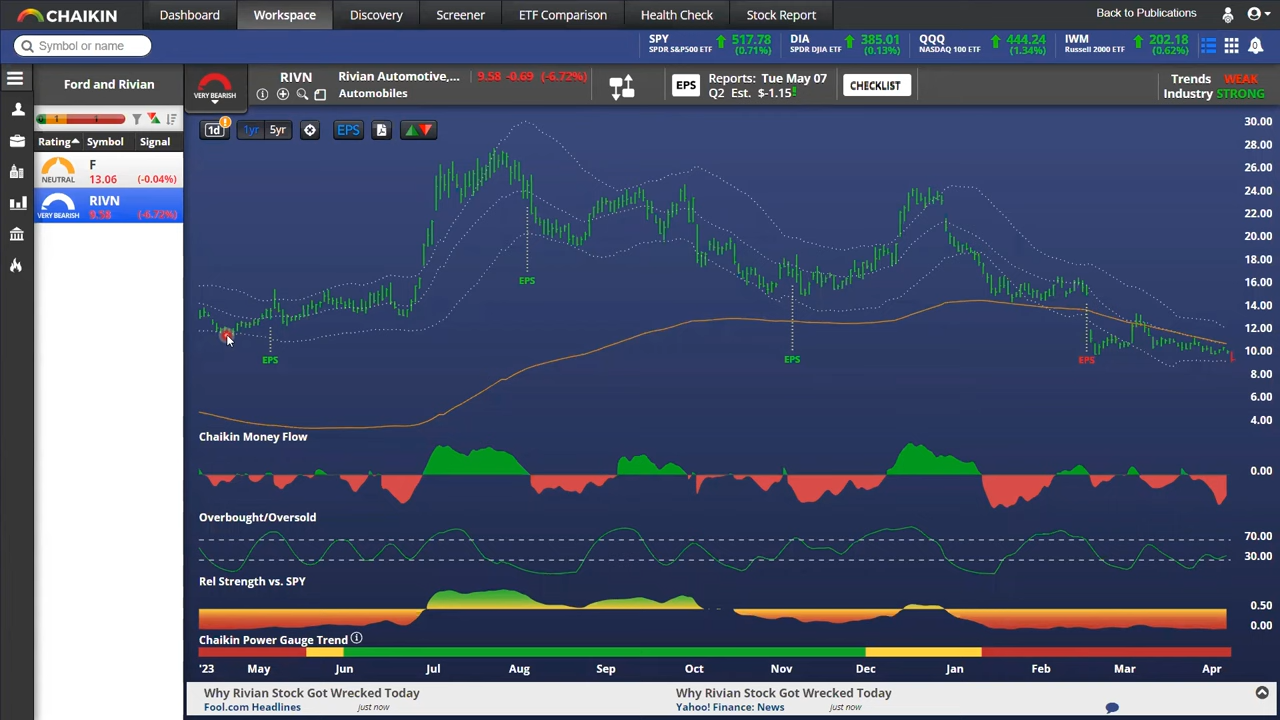 CHAIKIN
Dashboard
Workspace
Discovery
Screener
ETF Comparison
Health Check
Stock Report
Back to Publications
Symbol or name
SPY 517.78
SPDR S&P500 ETF (0.71%)
DIA 385.01
SPDR DJIA ETF (0.13%)
QQQ 444.24
NASDAQ 100 ETF (1.34%)
IWM 202.18
Russell 2000 ETF (0.62%)
Ford and Rivian
VERY BEARISH
RIVN
Rivian Automotive,...
9.58 -0.69 (-6.72%)
Automobiles
EPS
Reports: Tue May 07
Q2 Est. $-1.15
CHECKLIST
Trends WEAK
Industry STRONG
1
1
Rating Symbol Signal
F
NEUTRAL 13.06 (-0.04%)
RIVN
VERY BEARISH 9.58 (-6.72%)
1d ! 1yr 5yr EPS
30.00
28.00
26.00
24.00
22.00
20.00
18.00
16.00
14.00
12.00
10.00
8.00
6.00
4.00
EPS
EPS
EPS
EPS
Chaikin Money Flow
0.00
Overbought/Oversold
70.00
30.00
Rel Strength vs. SPY
0.50
0.00
Chaikin Power Gauge Trend
'23 May Jun Jul Aug Sep Oct Nov Dec Jan Feb Mar Apr
Why Rivian Stock Got Wrecked Today
Fool.com Headlines just now
Why Rivian Stock Got Wrecked Today
Yahoo! Finance: News just now